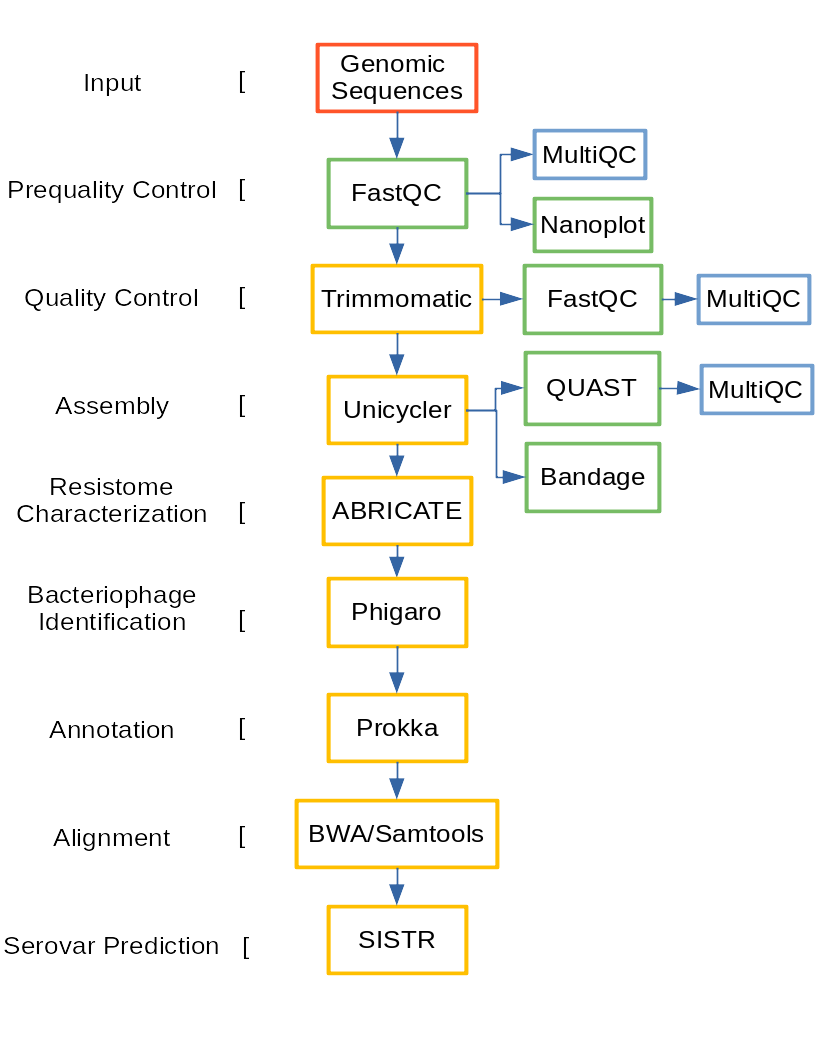 Input [
Genomic
Sequences
Prequality Control [
FastQC
MultiQC
Nanoplot
Quality Control [
Trimmomatic
FastQC
MultiQC
Assembly [
Unicycler
QUAST
MultiQC
Bandage
Resistome
Characterization [
ABRICATE
Bacteriophage
Identification [
Phigaro
Annotation [
Prokka
Alignment [
BWA/Samtools
Serovar Prediction [
SISTR